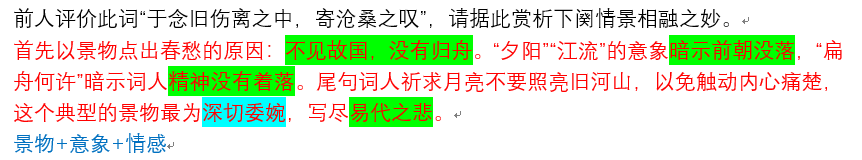 前人评价此词“于念旧伤离之中，寄沧桑之叹”，请据此赏析下阕情景相融之妙。
首先以景物点出春愁的原因：不见故国，没有归舟。“夕阳”“江流”的意象暗示前朝没落，“扁
舟何许”暗示词人精神没有着落。尾句词人祈求月亮不要照亮旧河山，以免触动内心痛楚，
这个典型的景物最为深切委婉，写尽易代之悲。
景物+意象+情感